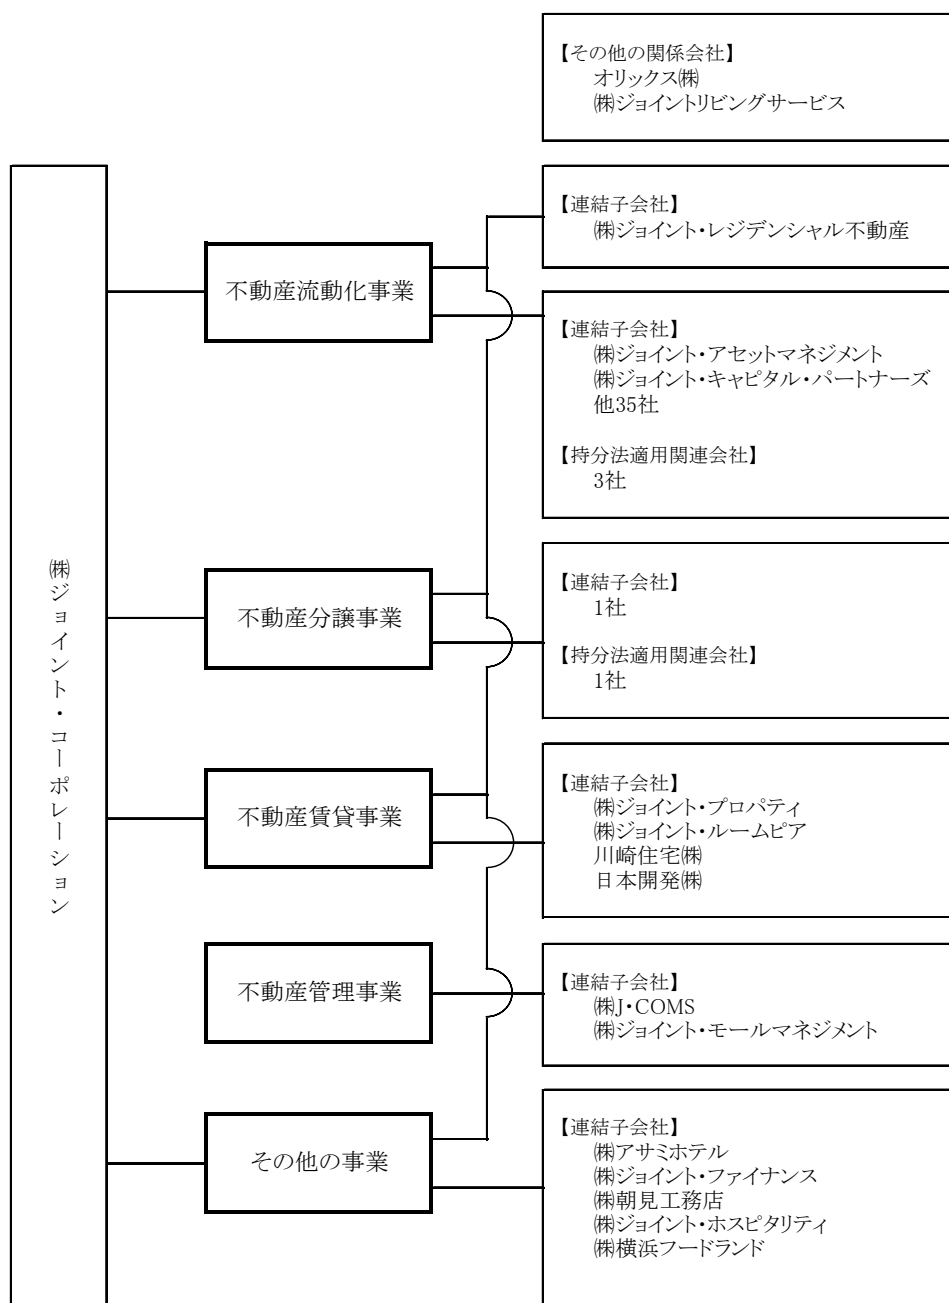 【その他の関係会社】
オリックス㈱
㈱ジョイントリビングサービス
㈱ジョイント・コーポレーション
不動産流動化事業
【連結子会社】
㈱ジョイント・レジデンシャル不動産
【連結子会社】
㈱ジョイント・アセットマネジメント
㈱ジョイント・キャピタル・パートナーズ
他35社
【持分法適用関連会社】
3社
不動産分譲事業
【連結子会社】
1社
【持分法適用関連会社】
1社
不動産賃貸事業
【連結子会社】
㈱ジョイント・プロパティ
㈱ジョイント・ルームピア
川崎住宅㈱
日本開発㈱
不動産管理事業
【連結子会社】
㈱J・COMS
㈱ジョイント・モールマネジメント
その他の事業
【連結子会社】
㈱アサミホテル
㈱ジョイント・ファイナンス
㈱朝見工務店
㈱ジョイント・ホスピタリティ
㈱横浜フードランド